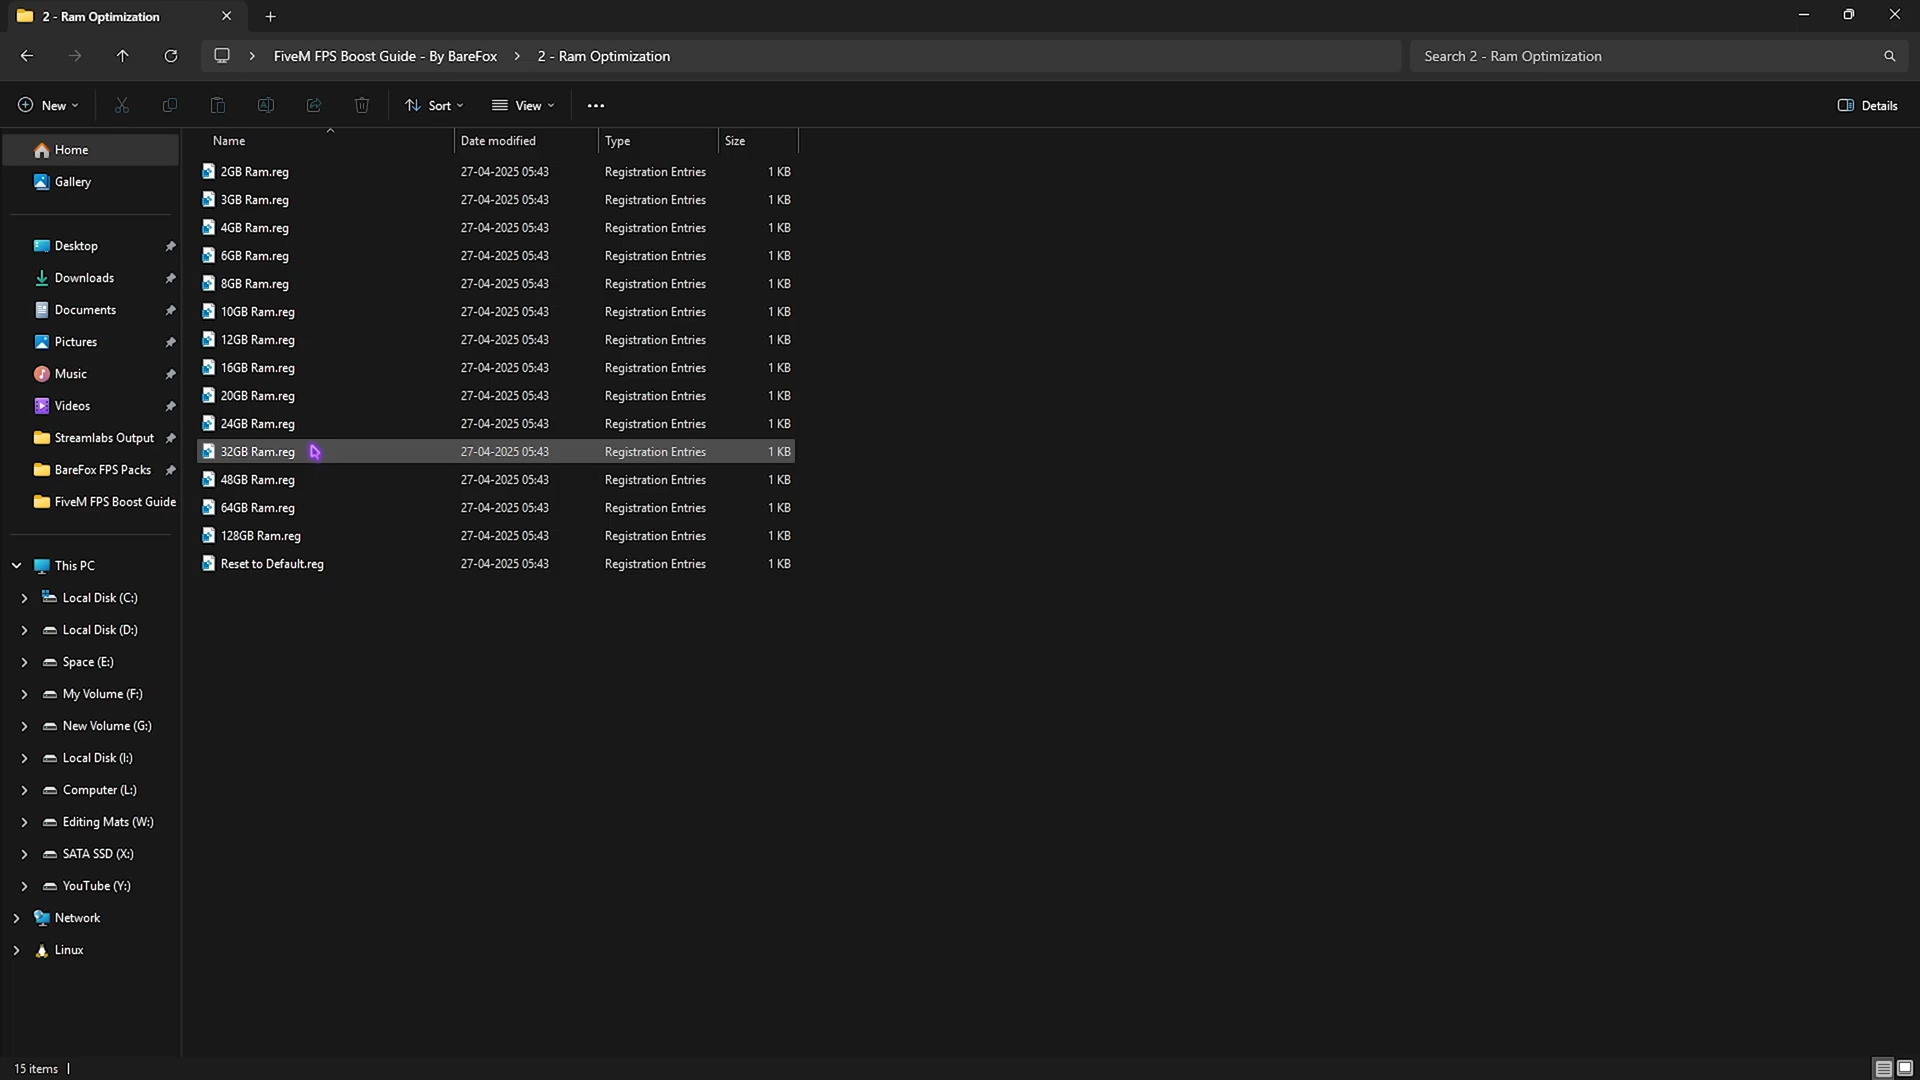 2 - Ram Optimization
FiveM FPS Boost Guide - By BareFox
2 - Ram Optimization
Search 2 - Ram Optimization
New
Sort
View
Details
Name
Date modified
Type
Size
Home
Gallery
Desktop
Downloads
Documents
Pictures
Music
Videos
Streamlabs Output
BareFox FPS Packs
FiveM FPS Boost Guide
This PC
Local Disk (C:)
Local Disk (D:)
Space (E:)
My Volume (F:)
New Volume (G:)
Local Disk (I:)
Computer (L:)
Editing Mats (W:)
SATA SSD (X:)
YouTube (Y:)
Network
Linux
2GB Ram.reg 27-04-2025 05:43 Registration Entries 1 KB
3GB Ram.reg 27-04-2025 05:43 Registration Entries 1 KB
4GB Ram.reg 27-04-2025 05:43 Registration Entries 1 KB
6GB Ram.reg 27-04-2025 05:43 Registration Entries 1 KB
8GB Ram.reg 27-04-2025 05:43 Registration Entries 1 KB
10GB Ram.reg 27-04-2025 05:43 Registration Entries 1 KB
12GB Ram.reg 27-04-2025 05:43 Registration Entries 1 KB
16GB Ram.reg 27-04-2025 05:43 Registration Entries 1 KB
20GB Ram.reg 27-04-2025 05:43 Registration Entries 1 KB
24GB Ram.reg 27-04-2025 05:43 Registration Entries 1 KB
32GB Ram.reg 27-04-2025 05:43 Registration Entries 1 KB
48GB Ram.reg 27-04-2025 05:43 Registration Entries 1 KB
64GB Ram.reg 27-04-2025 05:43 Registration Entries 1 KB
128GB Ram.reg 27-04-2025 05:43 Registration Entries 1 KB
Reset to Default.reg 27-04-2025 05:43 Registration Entries 1 KB
15 items